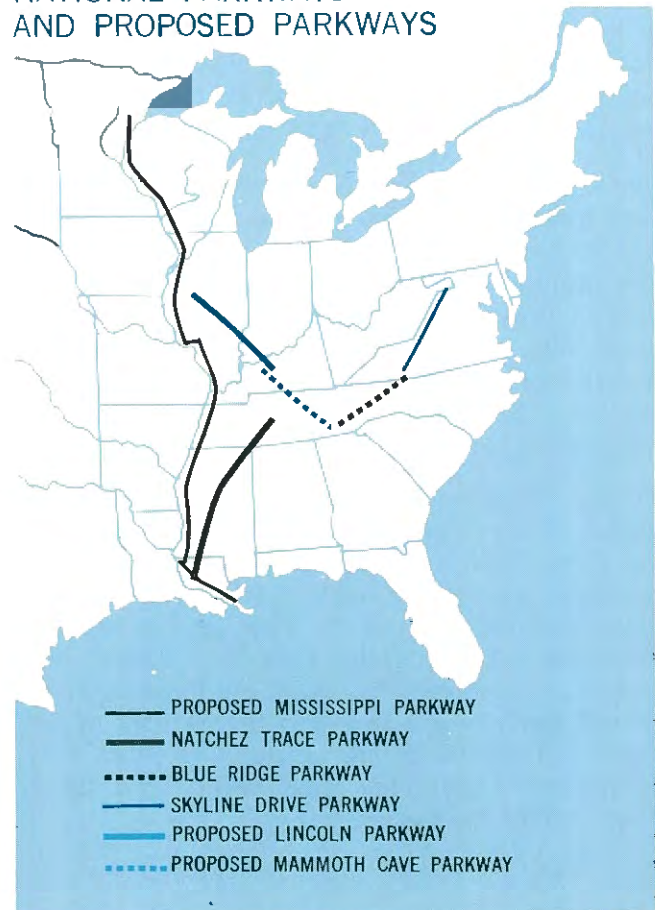 AND PROPOSED PARKWAYS
PROPOSED MISSISSIPPI PARKWAY
NATCHEZ TRACE PARKWAY
BLUE RIDGE PARKWAY
SKYLINE DRIVE PARKWAY
PROPOSED LINCOLN PARKWAY
PROPOSED MAMMOTH CAVE PARKWAY